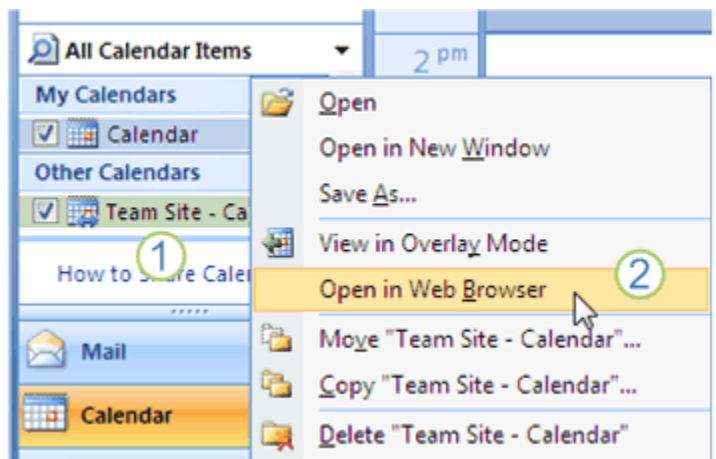 All Calendar Items
2 pm
My Calendars
Calendar
Other Calendars
Team Site - Ca
1
How to Share Cale
Mail
Calendar
Open
Open in New Window
Save As...
View in Overlay Mode
Open in Web Browser
2
Move "Team Site - Calendar"...
Copy "Team Site - Calendar"...
Delete "Team Site - Calendar"